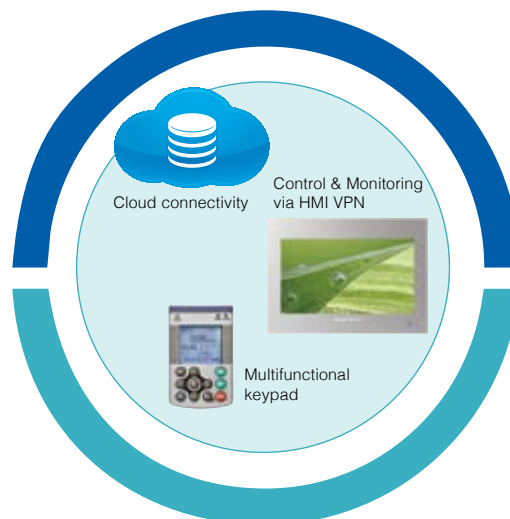 Cloud connectivity
Control & Monitoring
via HMI VPN
Multifunctional
keypad